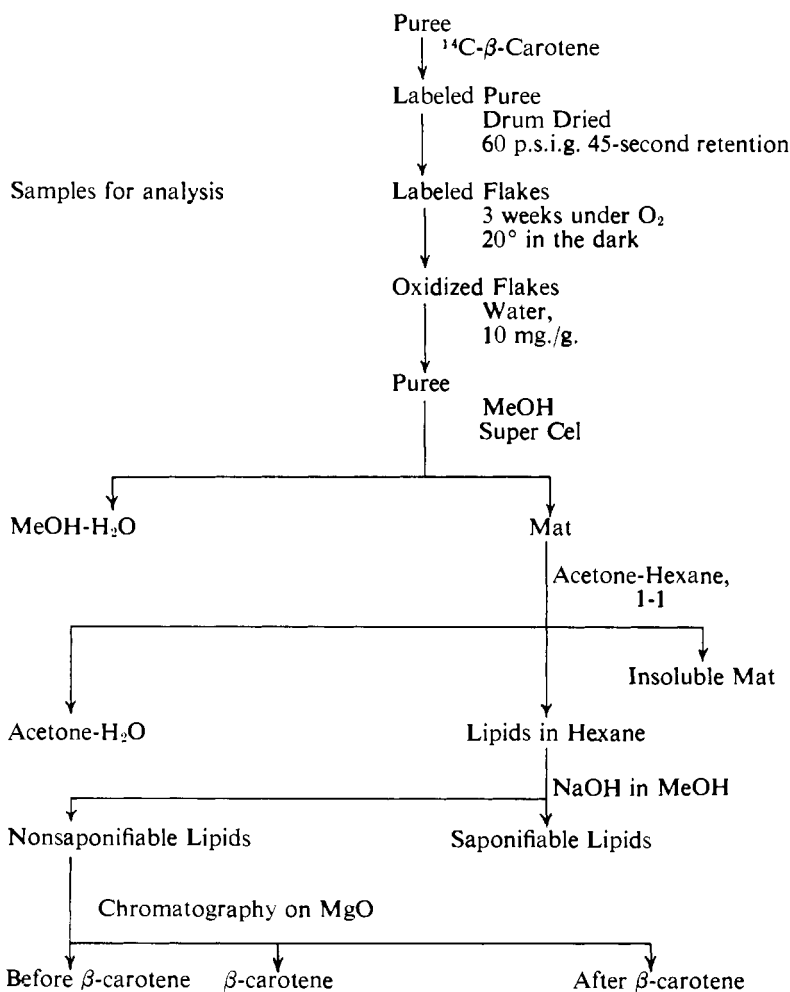 Puree
¹⁴C-β-Carotene
Labeled Puree
Drum Dried
60 p.s.i.g. 45-second retention
Samples for analysis
Labeled Flakes
3 weeks under O₂
20° in the dark
Oxidized Flakes
Water,
10 mg./g.
Puree
MeOH
Super Cel
MeOH-H₂O
Mat
Acetone-Hexane,
1-1
Insoluble Mat
Acetone-H₂O
Lipids in Hexane
NaOH in MeOH
Nonsaponifiable Lipids
Saponifiable Lipids
Chromatography on MgO
Before β-carotene
β-carotene
After β-carotene